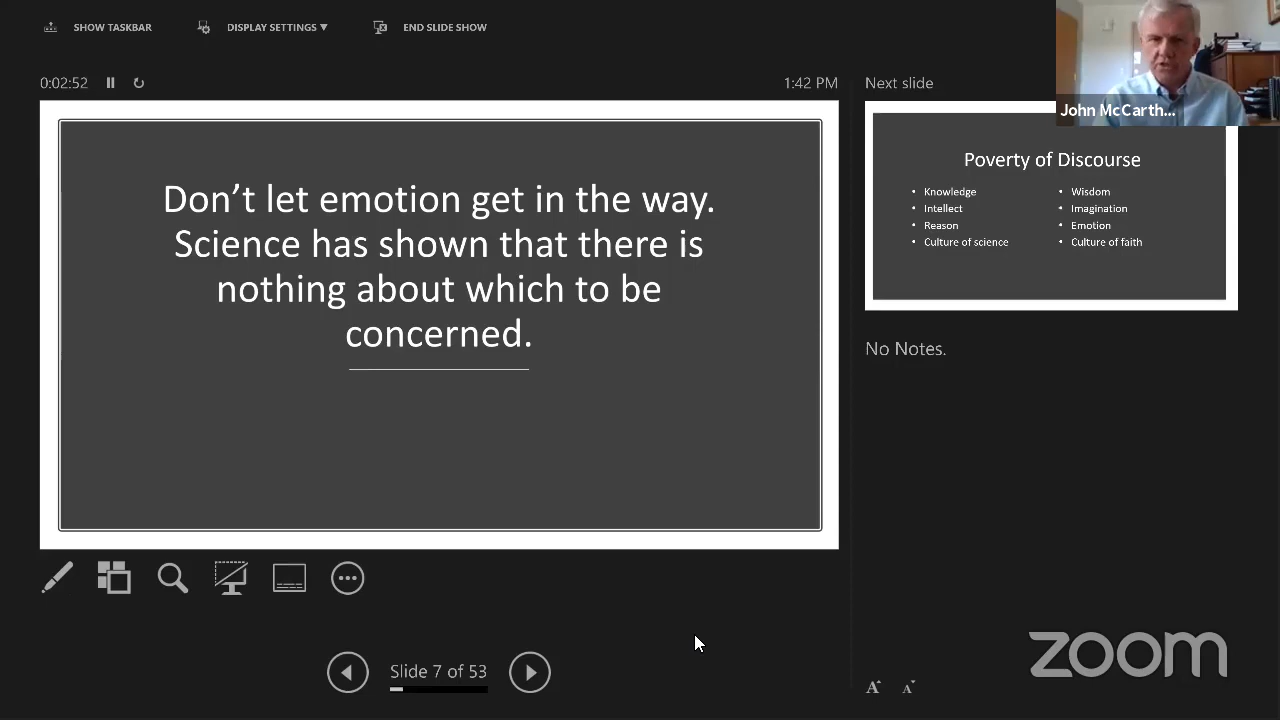 SHOW TASKBAR
DISPLAY SETTINGS ▼
END SLIDE SHOW
0:02:52
1:42 PM
Don't let emotion get in the way.
Science has shown that there is
nothing about which to be
concerned.
Next slide
John McCarth...
Poverty of Discourse
• Knowledge
• Intellect
• Reason
• Culture of science
• Wisdom
• Imagination
• Emotion
• Culture of faith
No Notes.
Slide 7 of 53
A A
zoom